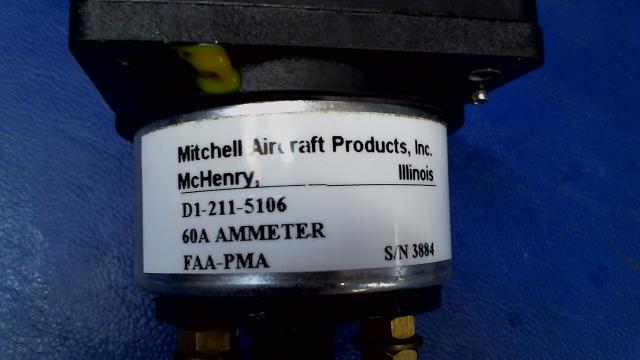 Mitchell Aircraft Products, Inc.
McHenry, Illinois
D1-211-5106
60A AMMETER
FAA-PMA S/N 3884